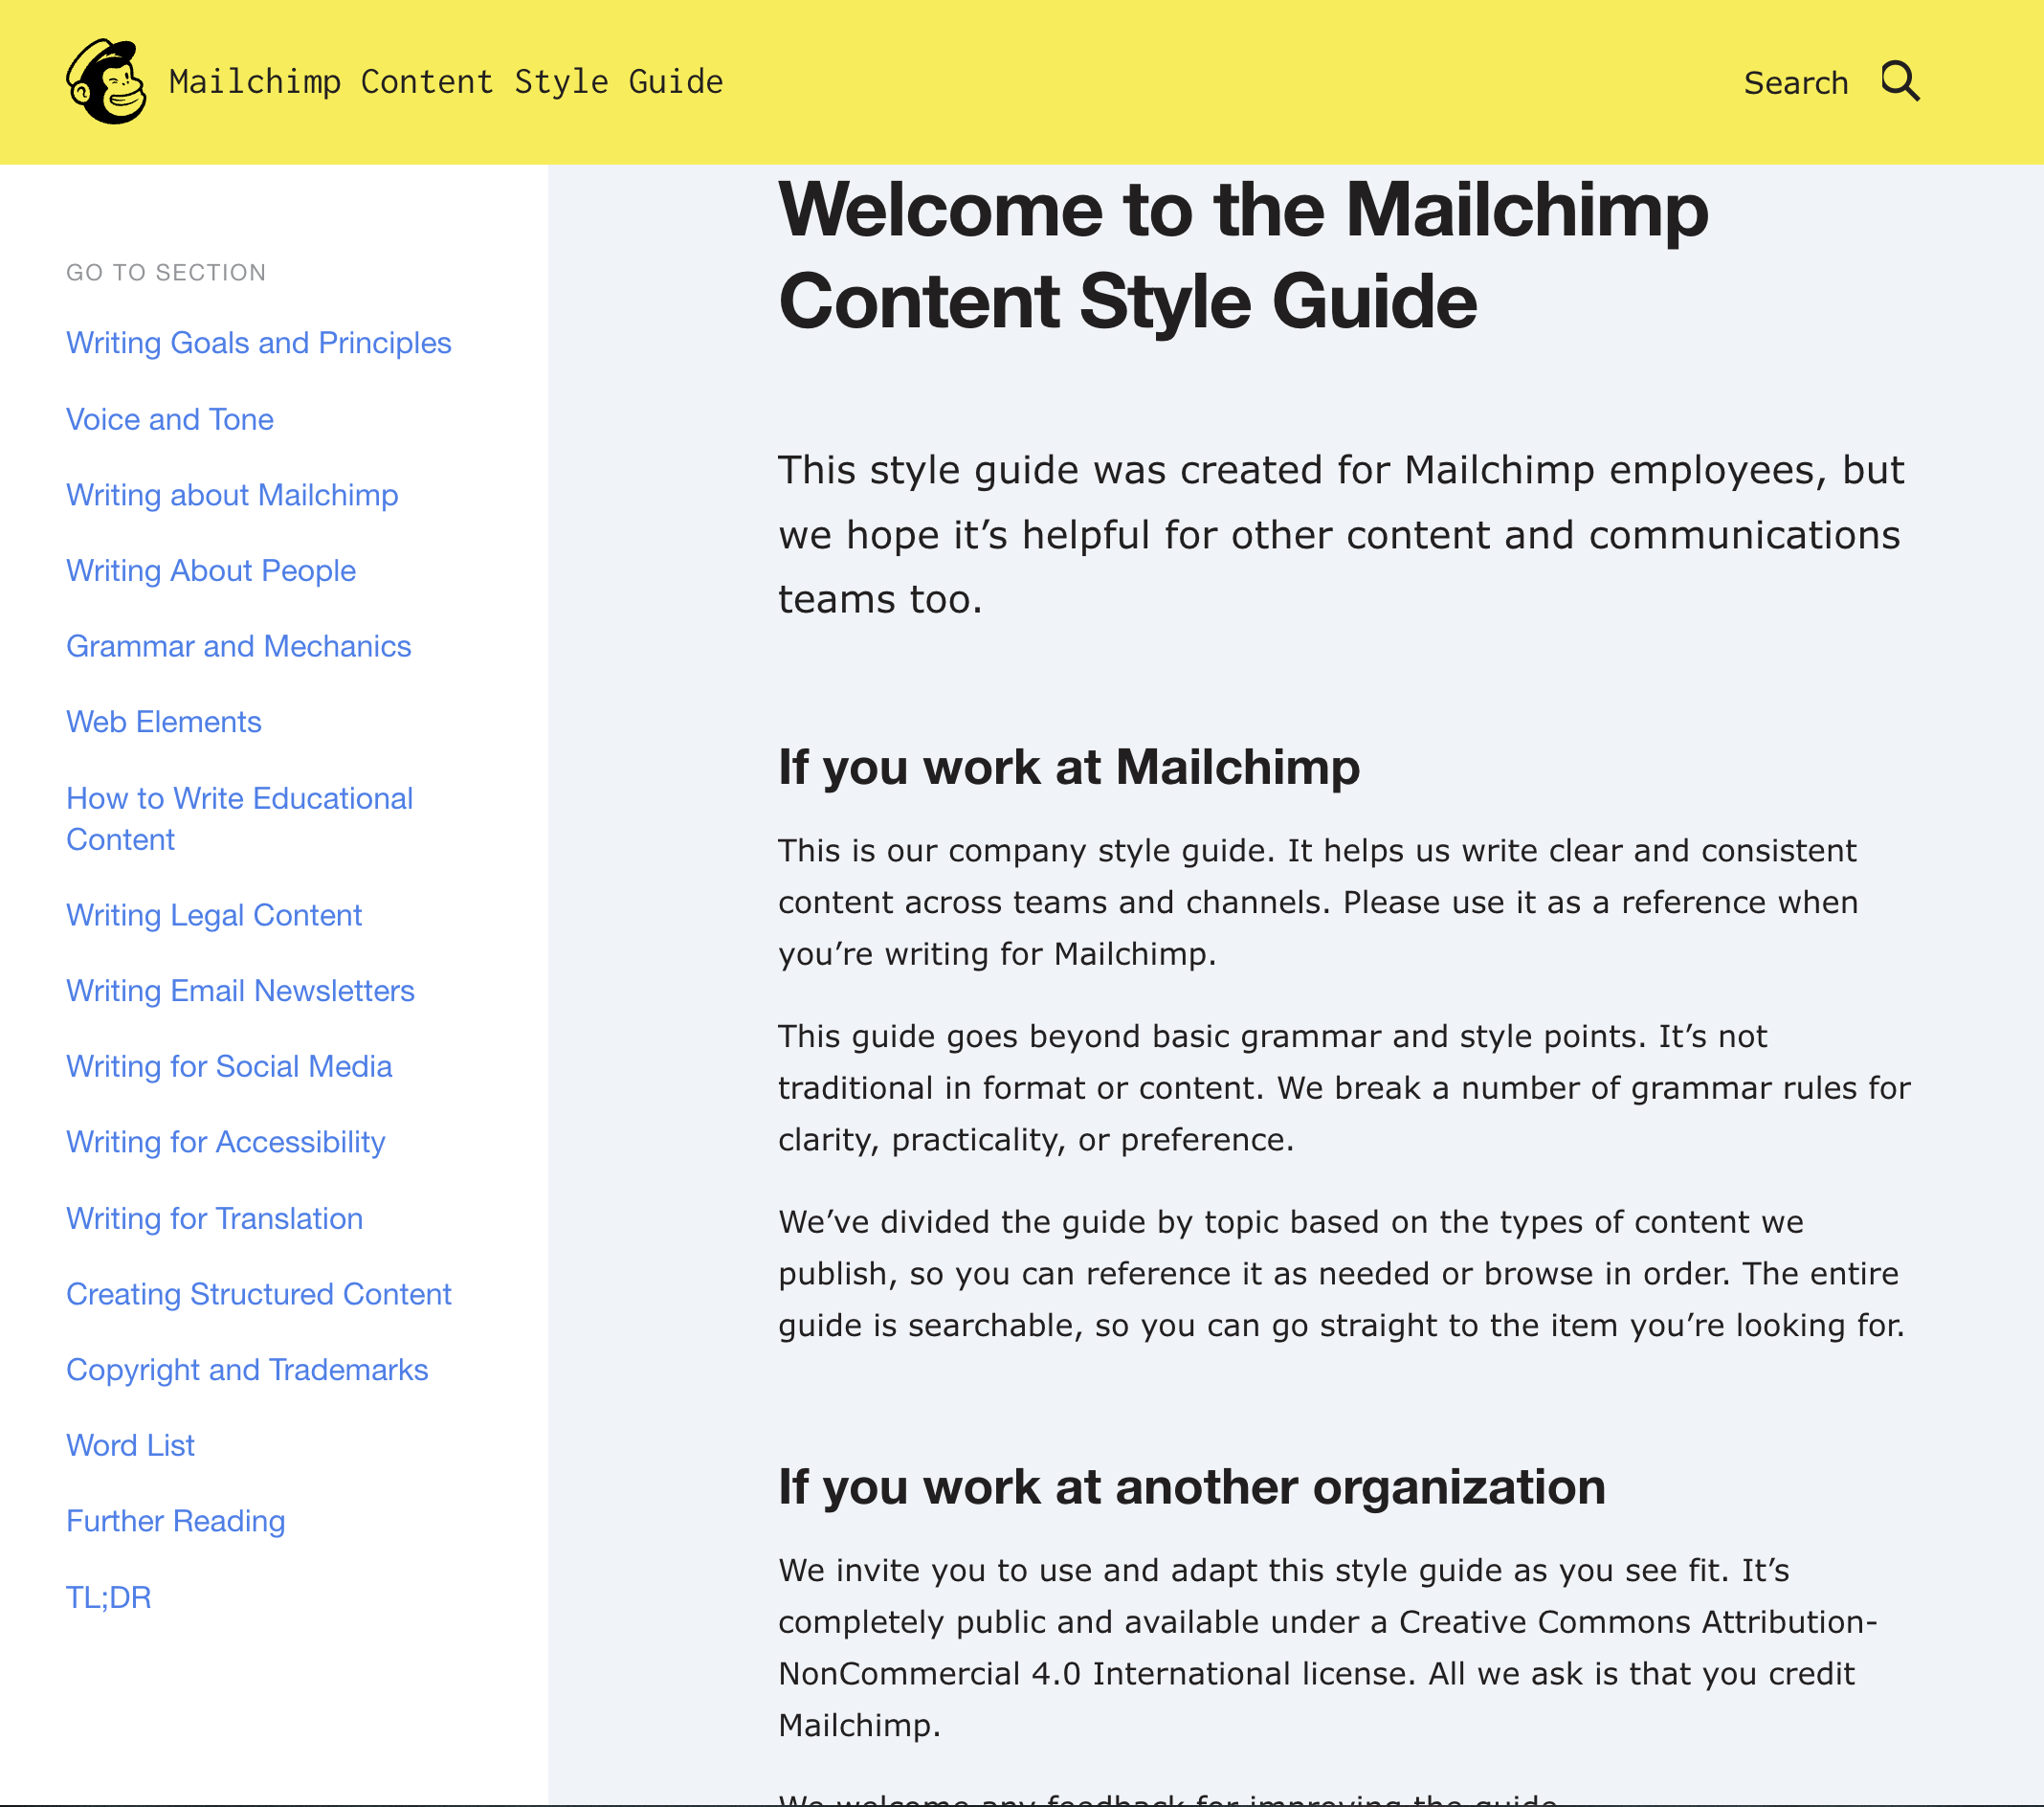 Mailchimp Content Style Guide
Search
GO TO SECTION
Writing Goals and Principles
Voice and Tone
Writing about Mailchimp
Writing About People
Grammar and Mechanics
Web Elements
How to Write Educational
Content
Writing Legal Content
Writing Email Newsletters
Writing for Social Media
Writing for Accessibility
Writing for Translation
Creating Structured Content
Copyright and Trademarks
Word List
Further Reading
TL;DR
Welcome to the Mailchimp
Content Style Guide
This style guide was created for Mailchimp employees, but
we hope it’s helpful for other content and communications
teams too.
If you work at Mailchimp
This is our company style guide. It helps us write clear and consistent
content across teams and channels. Please use it as a reference when
you’re writing for Mailchimp.
This guide goes beyond basic grammar and style points. It’s not
traditional in format or content. We break a number of grammar rules for
clarity, practicality, or preference.
We’ve divided the guide by topic based on the types of content we
publish, so you can reference it as needed or browse in order. The entire
guide is searchable, so you can go straight to the item you’re looking for.
If you work at another organization
We invite you to use and adapt this style guide as you see fit. It’s
completely public and available under a Creative Commons Attribution-
NonCommercial 4.0 International license. All we ask is that you credit
Mailchimp.
We welcome any feedback for improving the guide.